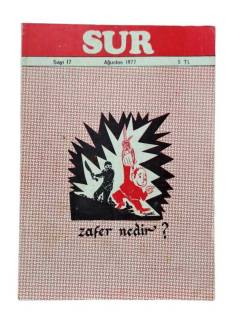 SUR
Sayı 17 Ağustos 1977 5 TL
zafer nedir?